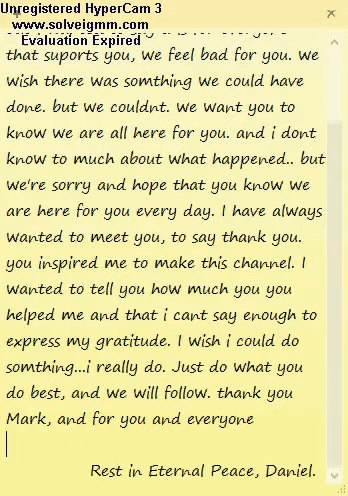 Unregistered HyperCam 3
www.solveigmm.com
Evaluation Expired
that suports you, we feel bad for you. we
wish there was somthing we could have
done. but we couldnt. we want you to
know we are all here for you. and i dont
know to much about what happened.. but
we're sorry and hope that you know we
are here for you every day. I have always
wanted to meet you, to say thank you.
you inspired me to make this channel. I
wanted to tell you how much you you
helped me and that i cant say enough to
express my gratitude. I wish i could do
somthing...i really do. Just do what you
do best, and we will follow. thank you
Mark, and for you and everyone
Rest in Eternal Peace, Daniel.